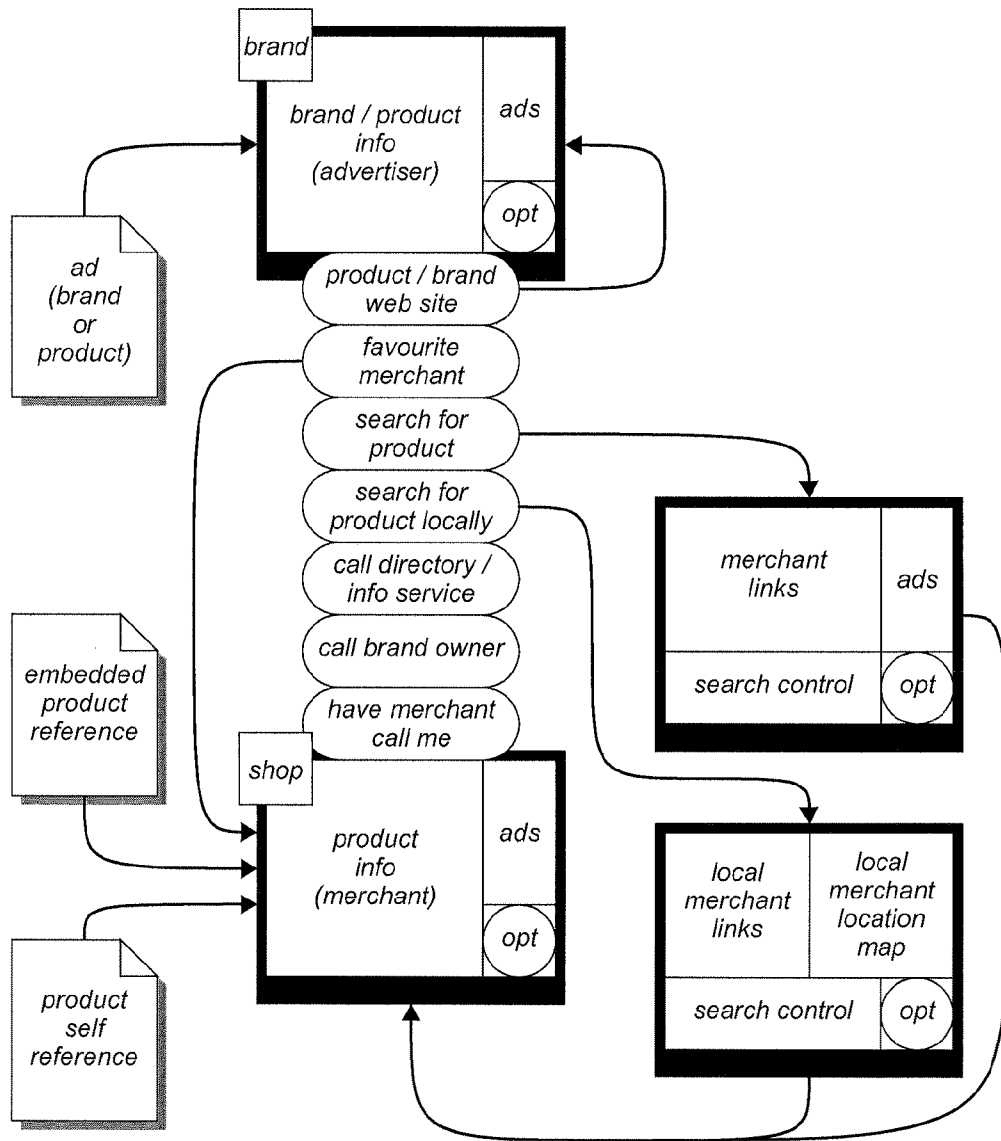 brand
brand / product
info
(advertiser)
ads
opt
ad
(brand
or
product)
product / brand
web site
favourite
merchant
search for
product
search for
product locally
call directory /
info service
call brand owner
have merchant
call me
merchant
links
ads
search control
opt
embedded
product
reference
shop
product
info
(merchant)
ads
opt
local
merchant
links
local
merchant
location
map
search control
opt
product
self
reference